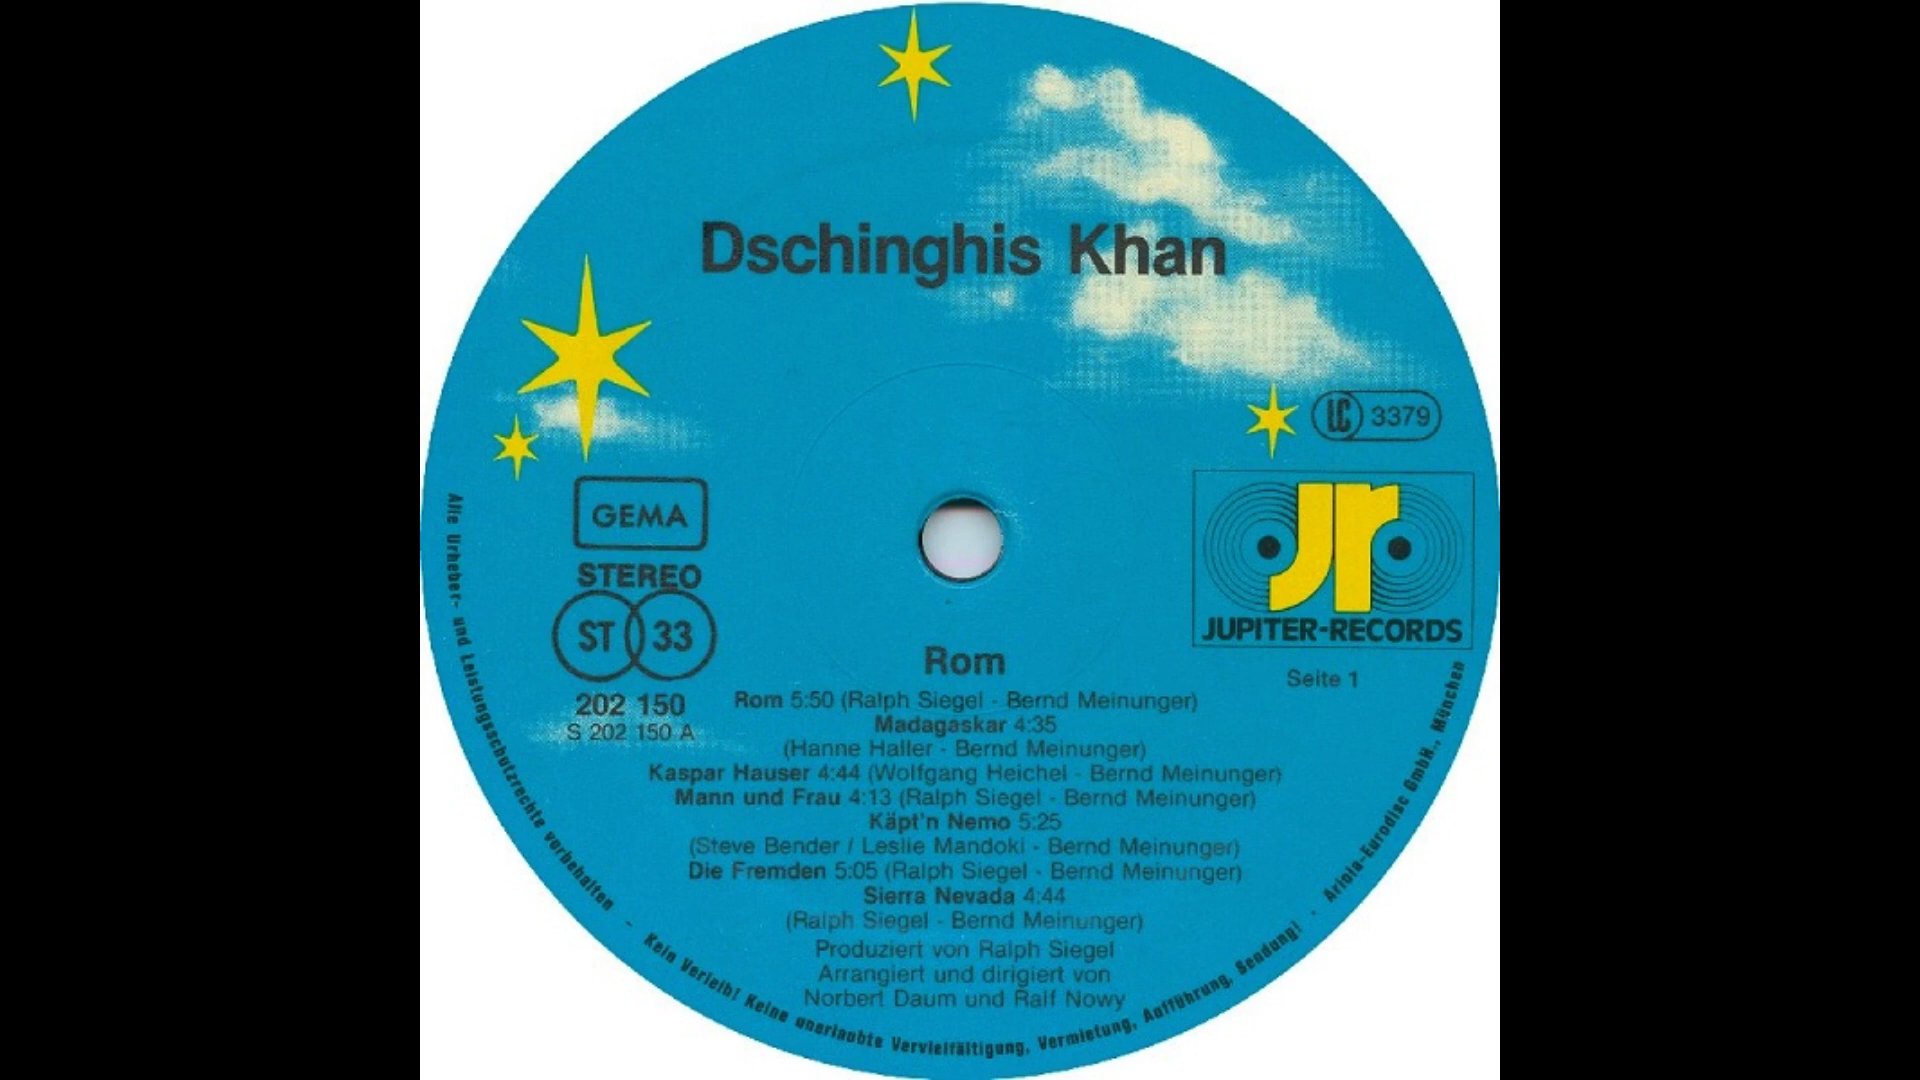 Dschinghis Khan
LC 3379
GEMA
STEREO
ST 33
202 150
S 202 150 A
jr
JUPITER-RECORDS
Seite 1
Rom
Rom 5:50 (Ralph Siegel - Bernd Meinunger)
Madagaskar 4:35
(Hanne Haller - Bernd Meinunger)
Kaspar Hauser 4:44 (Wolfgang Heichel - Bernd Meinunger)
Mann und Frau 4:13 (Ralph Siegel - Bernd Meinunger)
Käpt'n Nemo 5:25
(Steve Bender / Leslie Mandoki - Bernd Meinunger)
Die Fremden 5:05 (Ralph Siegel - Bernd Meinunger)
Sierra Nevada 4:44
(Ralph Siegel - Bernd Meinunger)
Produziert von Ralph Siegel
Arrangiert und dirigiert von
Norbert Daum und Ralf Nowy
Alle Urheber- und Leistungsschutzrechte vorbehalten - Kein Verleih! Keine unerlaubte Vervielfältigung, Vermietung, Aufführung, Sendung! - Ariola-Eurodisc GmbH., München